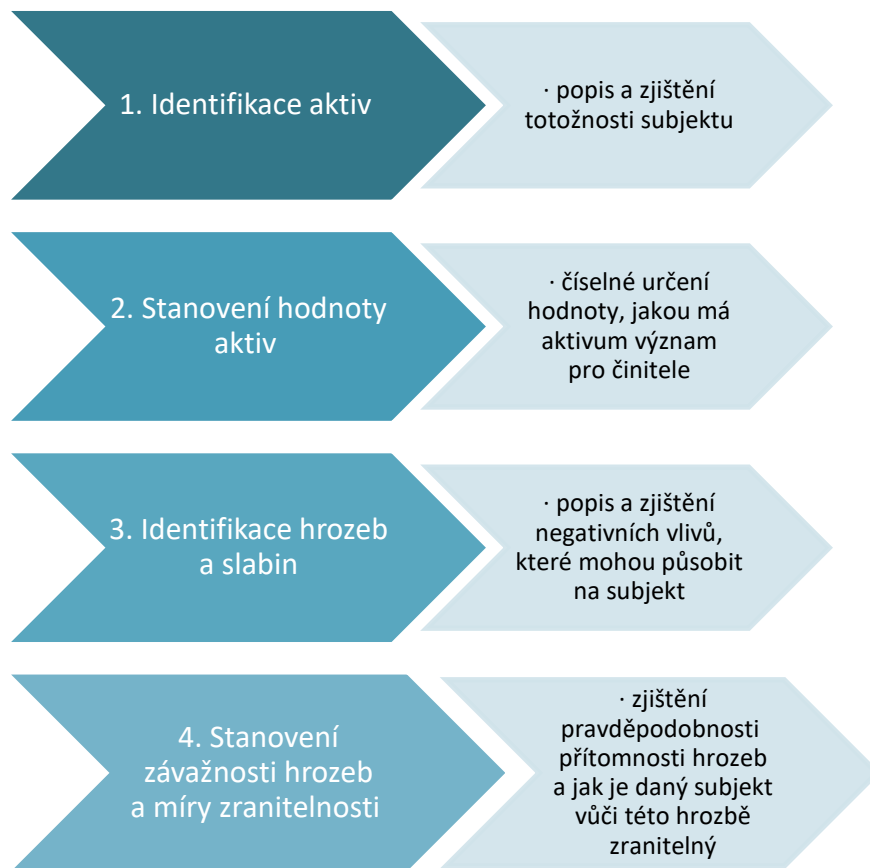 1. Identifikace aktiv
· popis a zjištění
totožnosti subjektu
2. Stanovení hodnoty
aktiv
· číselné určení
hodnoty, jakou má
aktivum význam
pro činitele
3. Identifikace hrozeb
a slabin
· popis a zjištění
negativních vlivů,
které mohou působit
na subjekt
4. Stanovení
závažnosti hrozeb
a míry zranitelnosti
· zjištění
pravděpodobnosti
přítomnosti hrozeb
a jak je daný subjekt
vůči této hrozbě
zranitelný